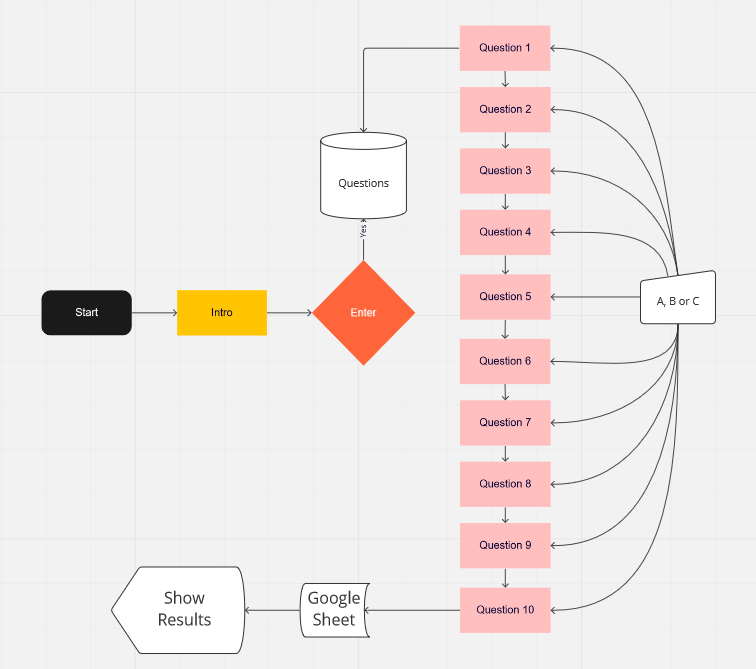 Question 1
Question 2
Question 3
Questions
Yes
Question 4
A, B or C
Question 5
Start
Intro
Enter
Question 6
Question 7
Question 8
Question 9
Show
Results
Google
Sheet
Question 10